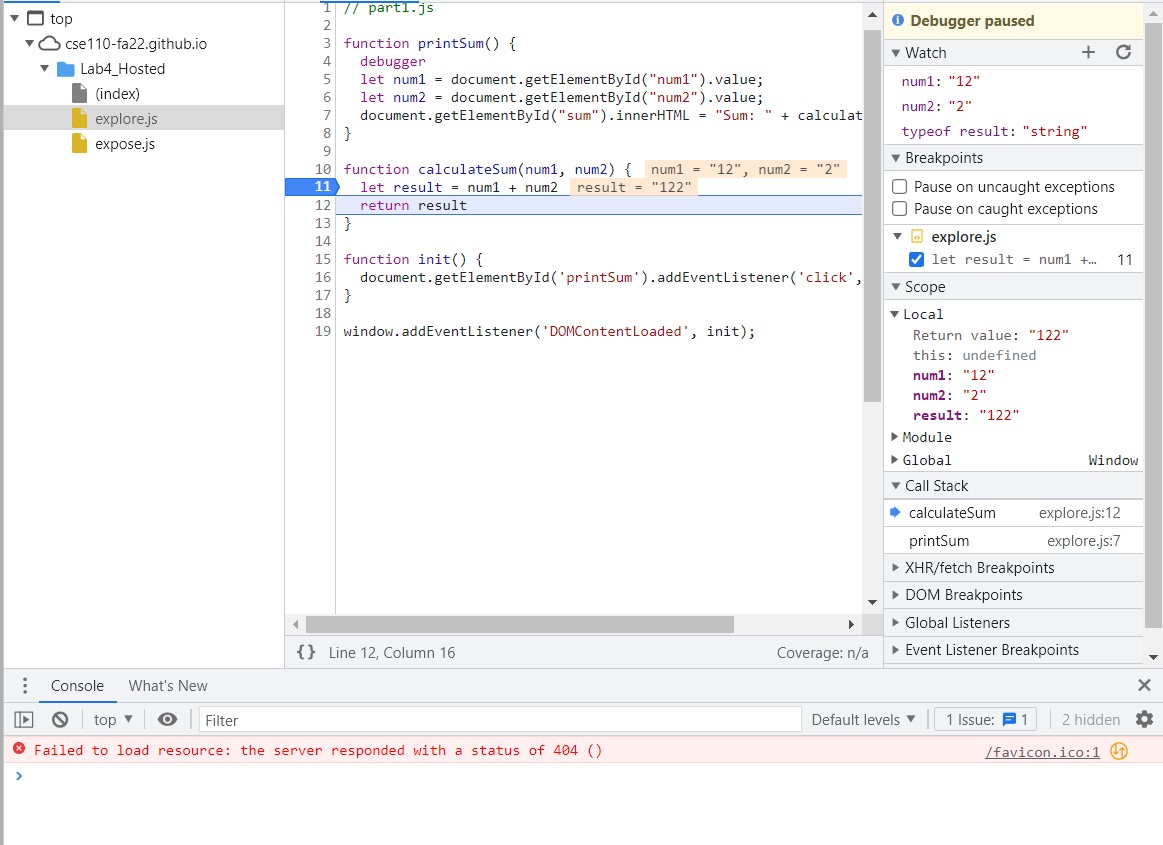 top
cse110-fa22.github.io
Lab4_Hosted
(index)
explore.js
expose.js
1 // part1.js
2
3 function printSum() {
4 debugger
5 let num1 = document.getElementById("num1").value;
6 let num2 = document.getElementById("num2").value;
7 document.getElementById("sum").innerHTML = "Sum: " + calculat
8 }
9
10 function calculateSum(num1, num2) { num1 = "12", num2 = "2"
11 let result = num1 + num2 result = "122"
12 return result
13 }
14
15 function init() {
16 document.getElementById('printSum').addEventListener('click',
17 }
18
19 window.addEventListener('DOMContentLoaded', init);
{} Line 12, Column 16 Coverage: n/a
Debugger paused
Watch
num1: "12"
num2: "2"
typeof result: "string"
Breakpoints
Pause on uncaught exceptions
Pause on caught exceptions
explore.js
let result = num1 +… 11
Scope
Local
Return value: "122"
this: undefined
num1: "12"
num2: "2"
result: "122"
Module
Global Window
Call Stack
calculateSum explore.js:12
printSum explore.js:7
XHR/fetch Breakpoints
DOM Breakpoints
Global Listeners
Event Listener Breakpoints
Console What's New
top Filter Default levels 1 Issue: 1 2 hidden
Failed to load resource: the server responded with a status of 404 () /favicon.ico:1